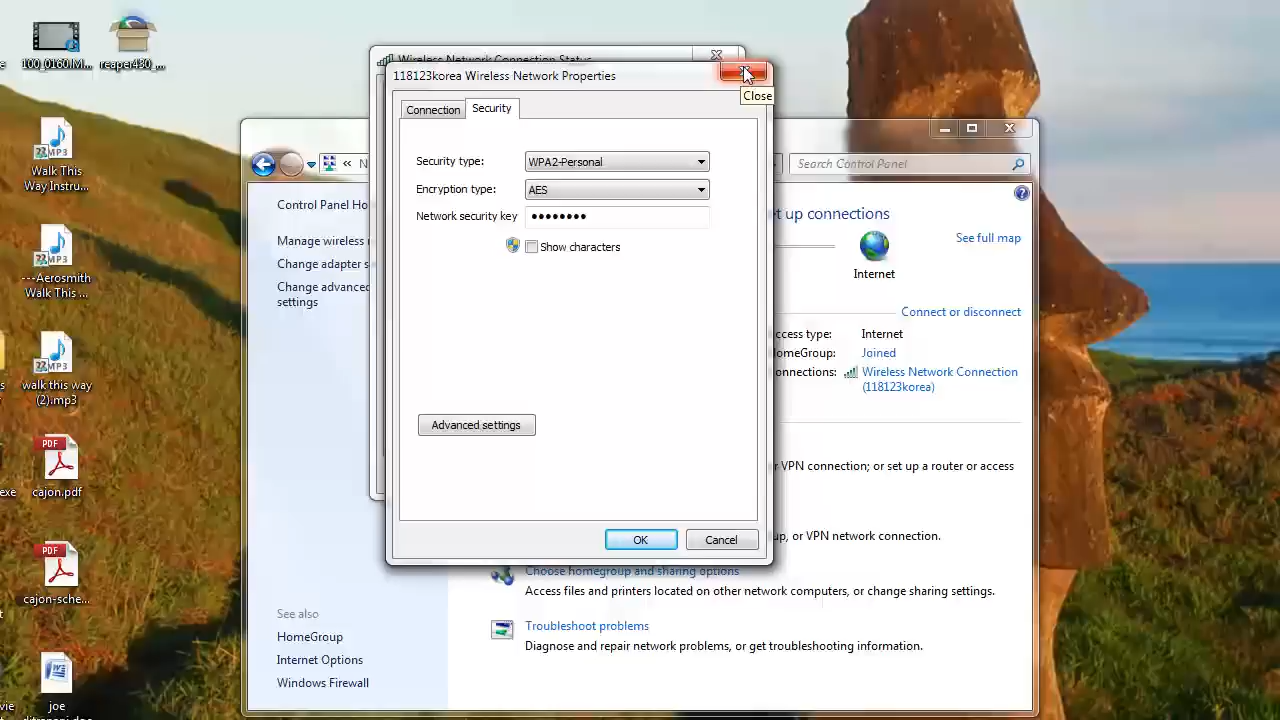 100_0160.M...
reaper430_...
Walk This
Way Instru...
---Aerosmith
Walk This ...
walk this way
(2).mp3
cajon.pdf
exe
cajon-sche...
joe
Wireless Network Connection Status
118123korea Wireless Network Properties
Close
Connection
Security
Security type:
WPA2-Personal
Encryption type:
AES
Network security key
••••••••
Show characters
Advanced settings
OK
Cancel
« N
Search Control Panel
Control Panel Ho
Manage wireless
Change adapter s
Change advanced
settings
See also
HomeGroup
Internet Options
Windows Firewall
t up connections
See full map
Internet
Connect or disconnect
ccess type:
Internet
HomeGroup:
Joined
onnections:
Wireless Network Connection
(118123korea)
r VPN connection; or set up a router or access
up, or VPN network connection.
Choose homegroup and sharing options
Access files and printers located on other network computers, or change sharing settings.
Troubleshoot problems
Diagnose and repair network problems, or get troubleshooting information.